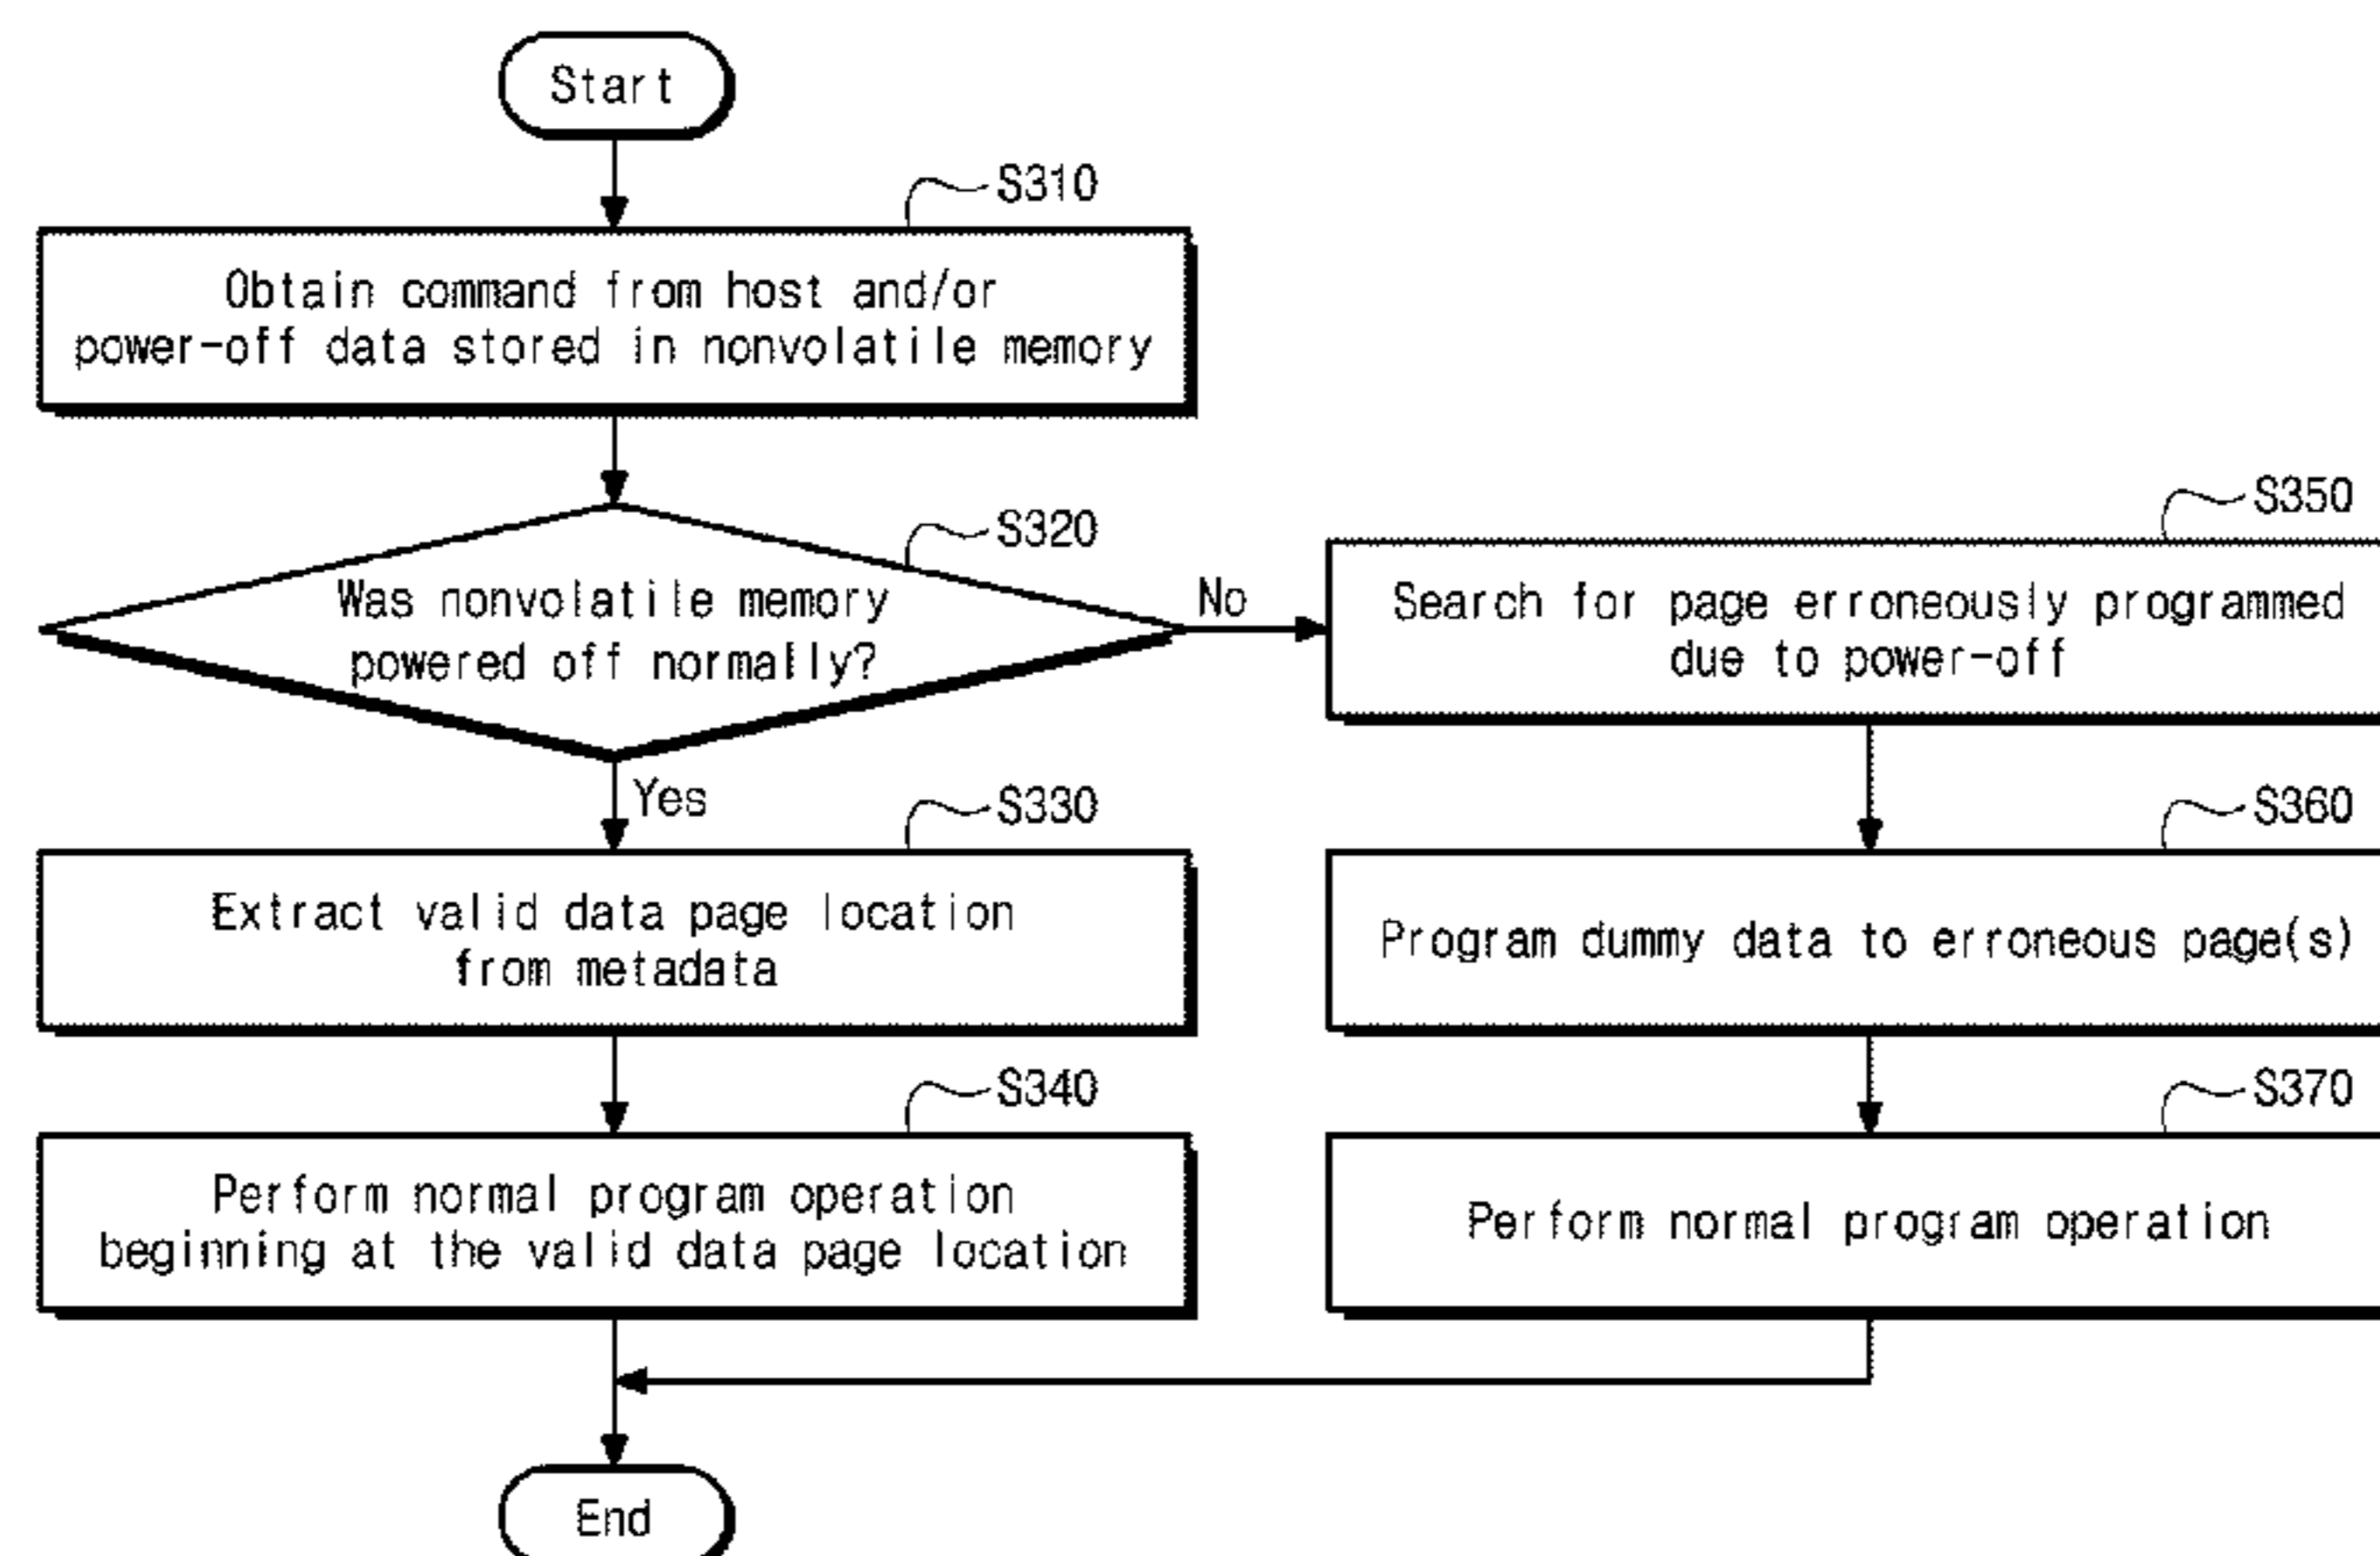 Start
S310
Obtain command from host and/or
power-off data stored in nonvolatile memory
S320
Was nonvolatile memory
powered off normally?
No
Yes
S330
Extract valid data page location
from metadata
S340
Perform normal program operation
beginning at the valid data page location
S350
Search for page erroneously programmed
due to power-off
S360
Program dummy data to erroneous page(s)
S370
Perform normal program operation
End